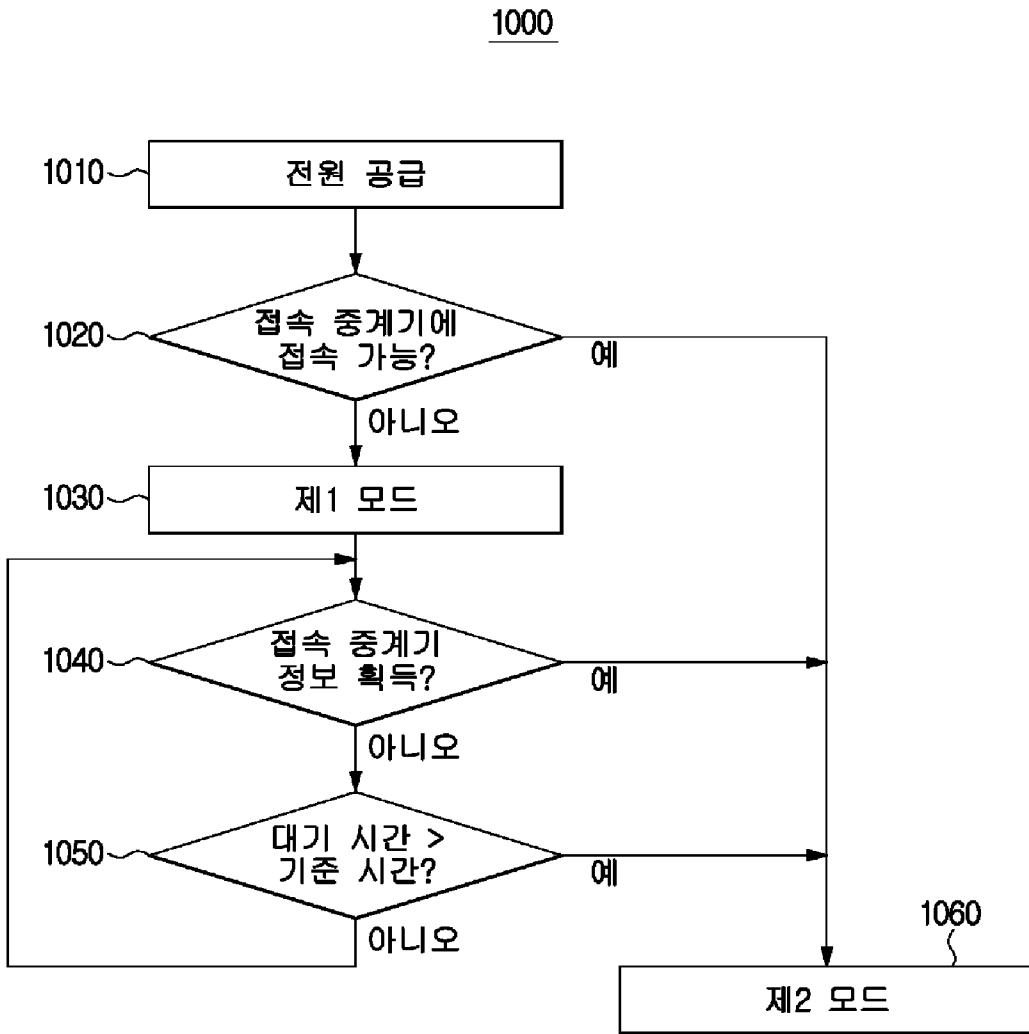 1000
1010
전원 공급
1020
접속 중계기에
접속 가능?
예
아니오
1030
제1 모드
1040
접속 중계기
정보 획득?
예
아니오
1050
대기 시간 >
기준 시간?
예
아니오
1060
제2 모드